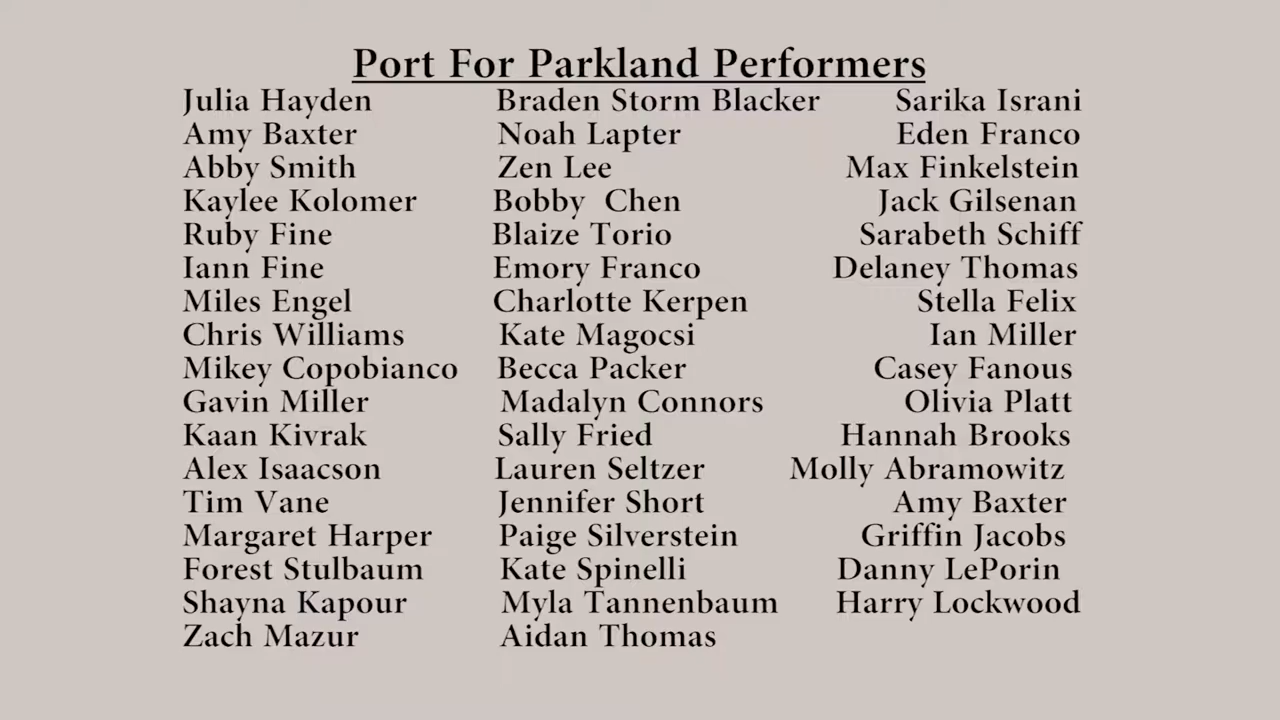 Port For Parkland Performers
Julia Hayden Braden Storm Blacker Sarika Israni
Amy Baxter Noah Lapter Eden Franco
Abby Smith Zen Lee Max Finkelstein
Kaylee Kolomer Bobby Chen Jack Gilsenan
Ruby Fine Blaize Torio Sarabeth Schiff
Iann Fine Emory Franco Delaney Thomas
Miles Engel Charlotte Kerpen Stella Felix
Chris Williams Kate Magocsi Ian Miller
Mikey Copobianco Becca Packer Casey Fanous
Gavin Miller Madalyn Connors Olivia Platt
Kaan Kivrak Sally Fried Hannah Brooks
Alex Isaacson Lauren Seltzer Molly Abramowitz
Tim Vane Jennifer Short Amy Baxter
Margaret Harper Paige Silverstein Griffin Jacobs
Forest Stulbaum Kate Spinelli Danny LePorin
Shayna Kapour Myla Tannenbaum Harry Lockwood
Zach Mazur Aidan Thomas